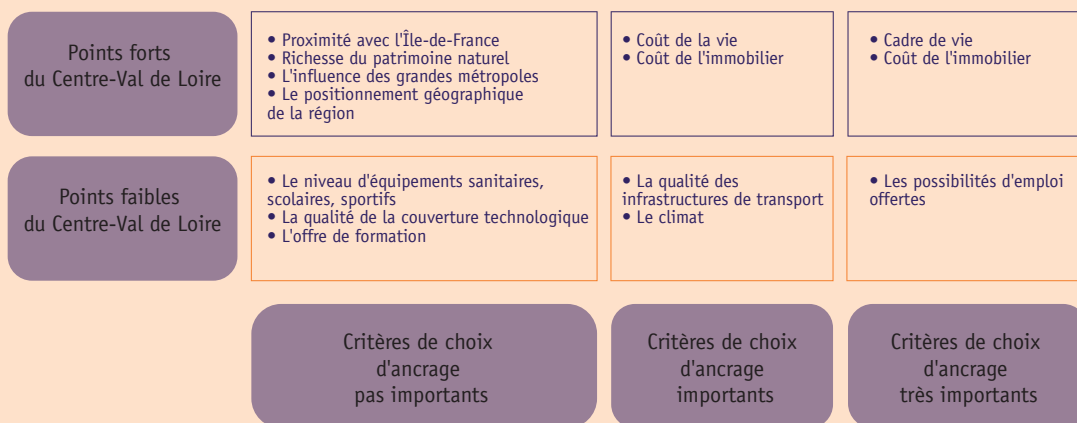 Points forts
du Centre-Val de Loire
• Proximité avec l'Île-de-France
• Richesse du patrimoine naturel
• L'influence des grandes métropoles
• Le positionnement géographique
de la région
• Coût de la vie
• Coût de l'immobilier
• Cadre de vie
• Coût de l'immobilier
Points faibles
du Centre-Val de Loire
• Le niveau d'équipements sanitaires,
scolaires, sportifs
• La qualité de la couverture technologique
• L'offre de formation
• La qualité des
infrastructures de transport
• Le climat
• Les possibilités d'emploi
offertes
Critères de choix
d'ancrage
pas importants
Critères de choix
d'ancrage
importants
Critères de choix
d'ancrage
très importants